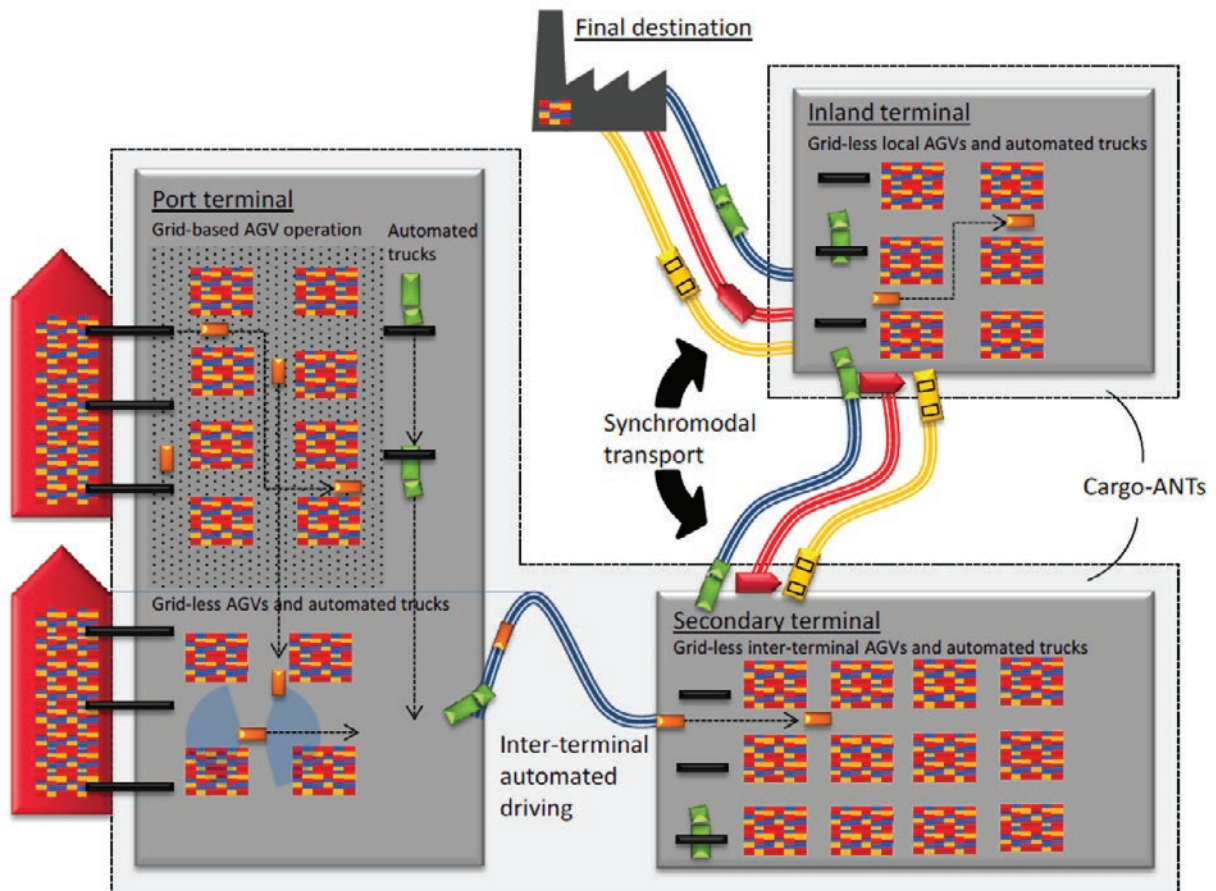 Final destination
Inland terminal
Grid-less local AGVs and automated trucks
Port terminal
Grid-based AGV operation
Automated
trucks
Synchromodal
transport
Cargo-ANTs
Grid-less AGVs and automated trucks
Secondary terminal
Grid-less inter-terminal AGVs and automated trucks
Inter-terminal
automated
driving